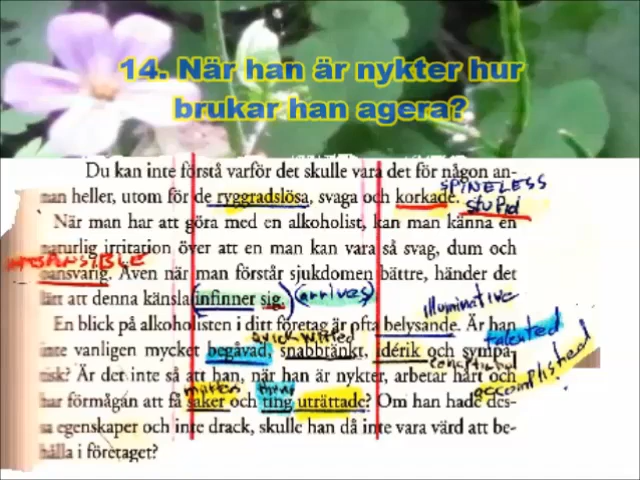 14. När han är nykter hur
brukar han agera?
Du kan inte förstå varför det skulle vara det för någon an-
nan heller, utom för de ryggradslösa, svaga och korkade.
SPINELESS
stupid
När man har att göra med en alkoholist, kan man känna en
naturlig irritation över att en man kan vara så svag, dum och
oansvarig. Även när man förstår sjukdomen bättre, händer det
lätt att denna känsla (infinner sig.) (arrives)
illuminative
En blick på alkoholisten i ditt företag är ofta belysande. Är han
quick witted
talented
inte vanligen mycket begåvad, snabbtänkt, idérik och sympa-
accomplished
tisk? Är det inte så att han, när han är nykter, arbetar hårt och
things
har förmågan att få saker och ting uträttade? Om han hade des-
sa egenskaper och inte drack, skulle han då inte vara värd att be-
hålla i företaget?